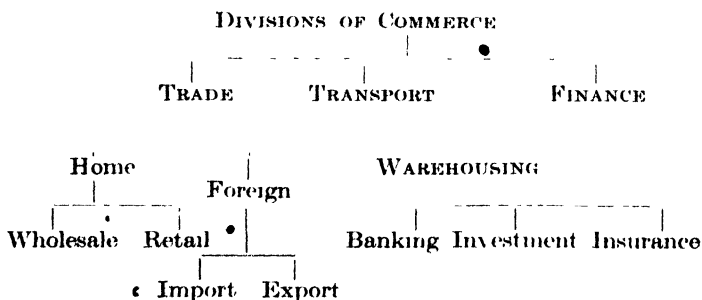 DIVISIONS OF COMMERCE
TRADE TRANSPORT FINANCE
Home Foreign WAREHOUSING
Wholesale Retail Banking Investment Insurance
Import Export